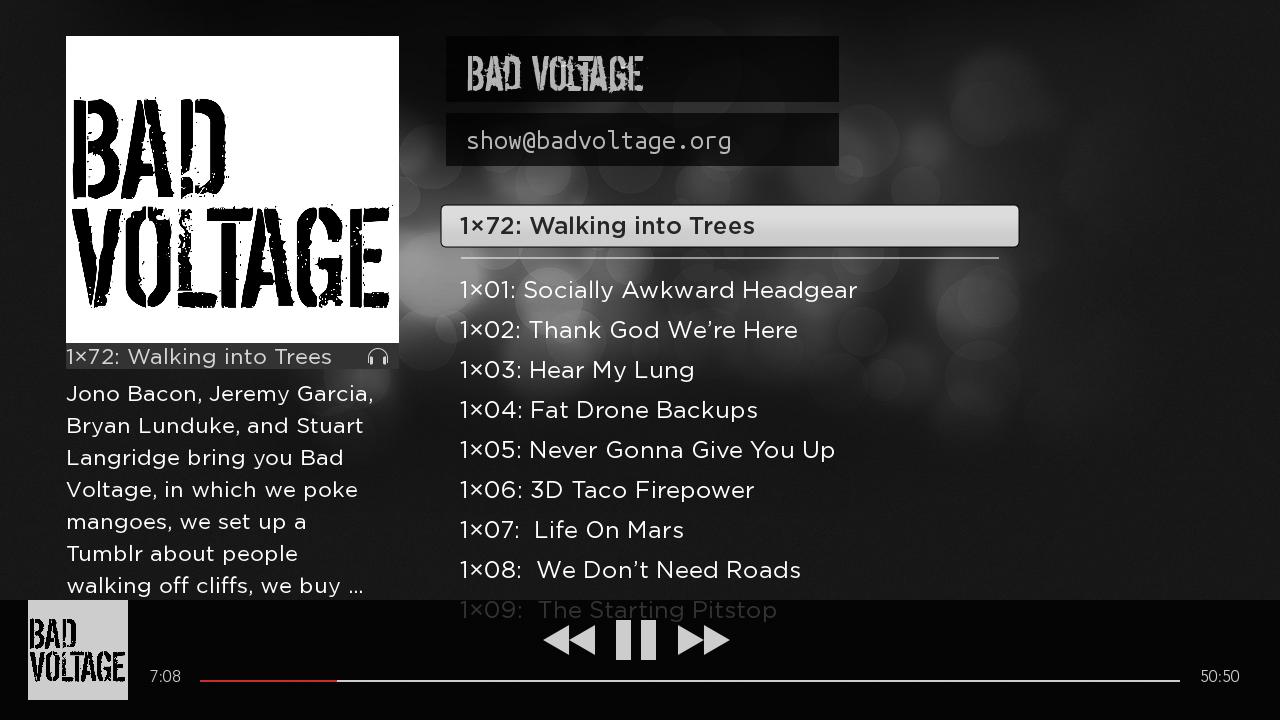 BAD
VOLTAGE
1×72: Walking into Trees
Jono Bacon, Jeremy Garcia,
Bryan Lunduke, and Stuart
Langridge bring you Bad
Voltage, in which we poke
mangoes, we set up a
Tumblr about people
walking off cliffs, we buy ...
BAD VOLTAGE
show@badvoltage.org
1×72: Walking into Trees
1×01: Socially Awkward Headgear
1×02: Thank God We’re Here
1×03: Hear My Lung
1×04: Fat Drone Backups
1×05: Never Gonna Give You Up
1×06: 3D Taco Firepower
1×07:  Life On Mars
1×08:  We Don’t Need Roads
1×09:  The Starting Pitstop
BAD
VOLTAGE
7:08
50:50